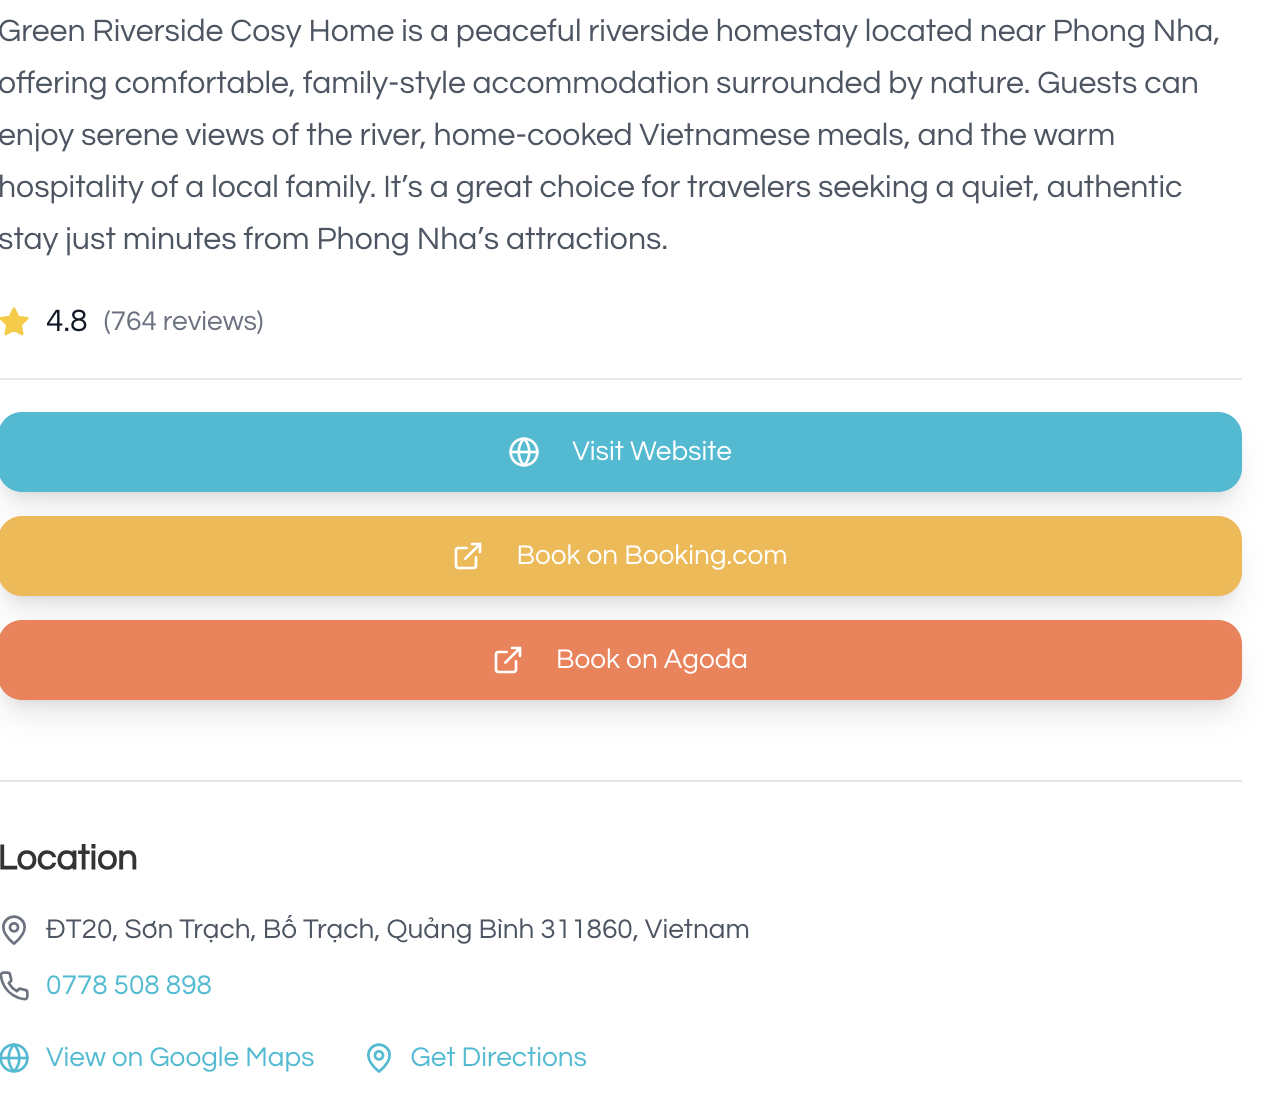 Green Riverside Cosy Home is a peaceful riverside homestay located near Phong Nha,
offering comfortable, family-style accommodation surrounded by nature. Guests can
enjoy serene views of the river, home-cooked Vietnamese meals, and the warm
hospitality of a local family. It’s a great choice for travelers seeking a quiet, authentic
stay just minutes from Phong Nha’s attractions.
4.8 (764 reviews)
Visit Website
Book on Booking.com
Book on Agoda
Location
ĐT20, Sơn Trạch, Bố Trạch, Quảng Bình 311860, Vietnam
0778 508 898
View on Google Maps Get Directions